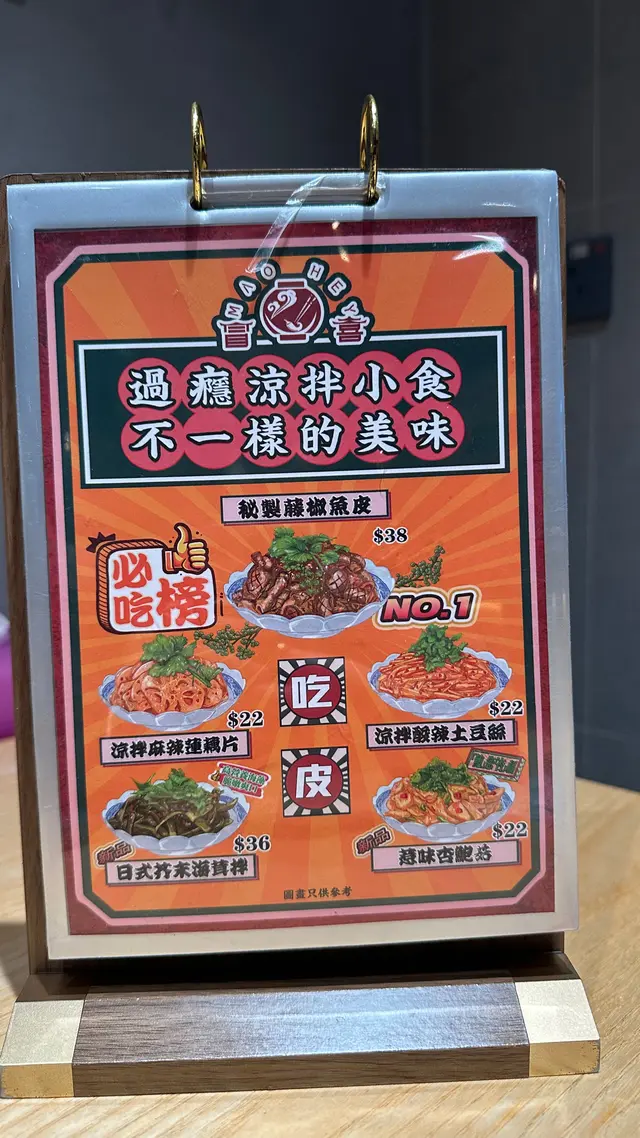 MAO HEY
冒喜
過癮涼拌小食
不一樣的美味
秘製藤椒魚皮
$38
必吃榜
NO.1
吃
皮
$22
涼拌麻辣蓮藕片
$22
涼拌酸辣土豆絲
$36
新品
日式芥末海茸拌
$22
新品
惹味杏鮑菇
圖畫只供參考